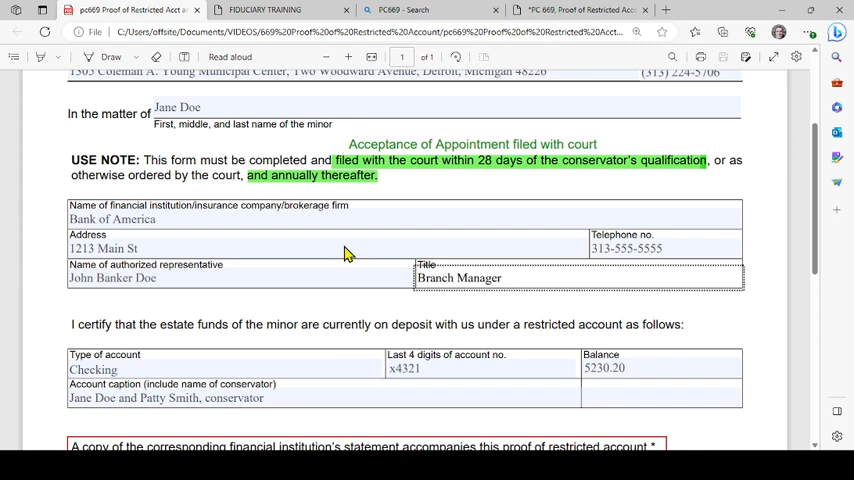 pc669 Proof of Restricted Acct an
FIDUCIARY TRAINING
PC669 - Search
*PC 669, Proof of Restricted Acco
File
C:/Users/offsite/Documents/VIDEOS/669%20Proof%20of%20Restricted%20Account/pc669%20Proof%20of%20Restricted%20Acct...
Draw
Read aloud
1
of 1
1305 Coleman A. Young Municipal Center, Two Woodward Avenue, Detroit, Michigan 48226
(313) 224-5706
In the matter of Jane Doe
First, middle, and last name of the minor
Acceptance of Appointment filed with court
USE NOTE: This form must be completed and filed with the court within 28 days of the conservator's qualification, or as
otherwise ordered by the court, and annually thereafter.
Name of financial institution/insurance company/brokerage firm
Bank of America
Address
Telephone no.
1213 Main St
313-555-5555
Name of authorized representative
Title
John Banker Doe
Branch Manager
I certify that the estate funds of the minor are currently on deposit with us under a restricted account as follows:
Type of account
Last 4 digits of account no.
Balance
Checking
x4321
5230.20
Account caption (include name of conservator)
Jane Doe and Patty Smith, conservator
A copy of the corresponding financial institution's statement accompanies this proof of restricted account *